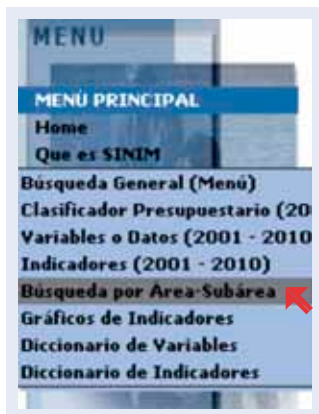 MENU
MENÚ PRINCIPAL
Home
Que es SINIM
Búsqueda General (Menú)
Clasificador Presupuestario (20
Variables o Datos (2001 - 2010
Indicadores (2001 - 2010)
Búsqueda por Area-Subárea
Gráficos de Indicadores
Diccionario de Variables
Diccionario de Indicadores